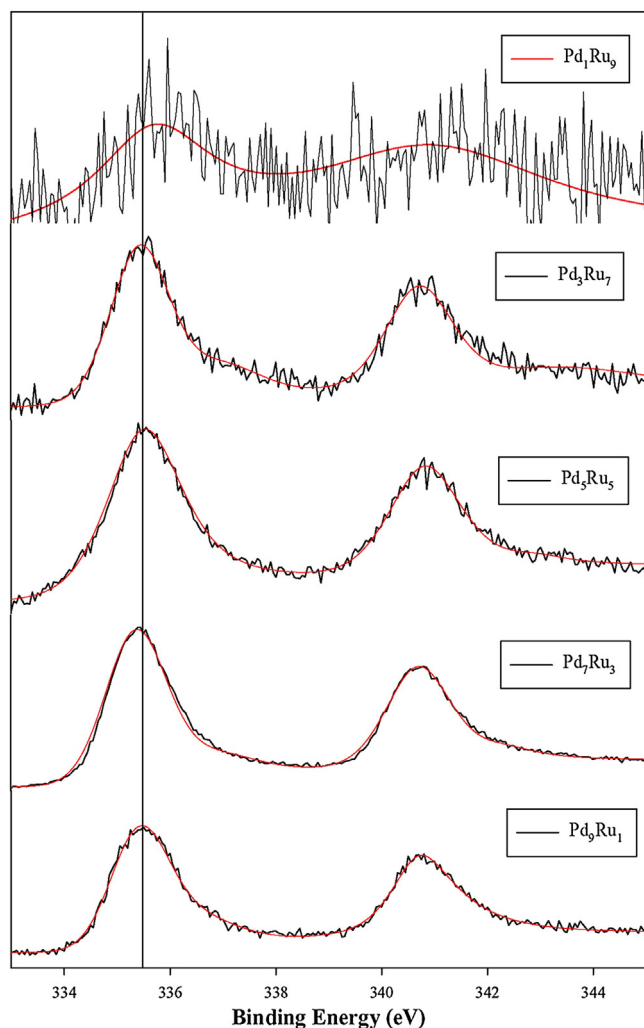 Pd₁Ru₉
Pd₃Ru₇
Pd₅Ru₅
Pd₇Ru₃
Pd₉Ru₁
334 336 338 340 342 344
Binding Energy (eV)